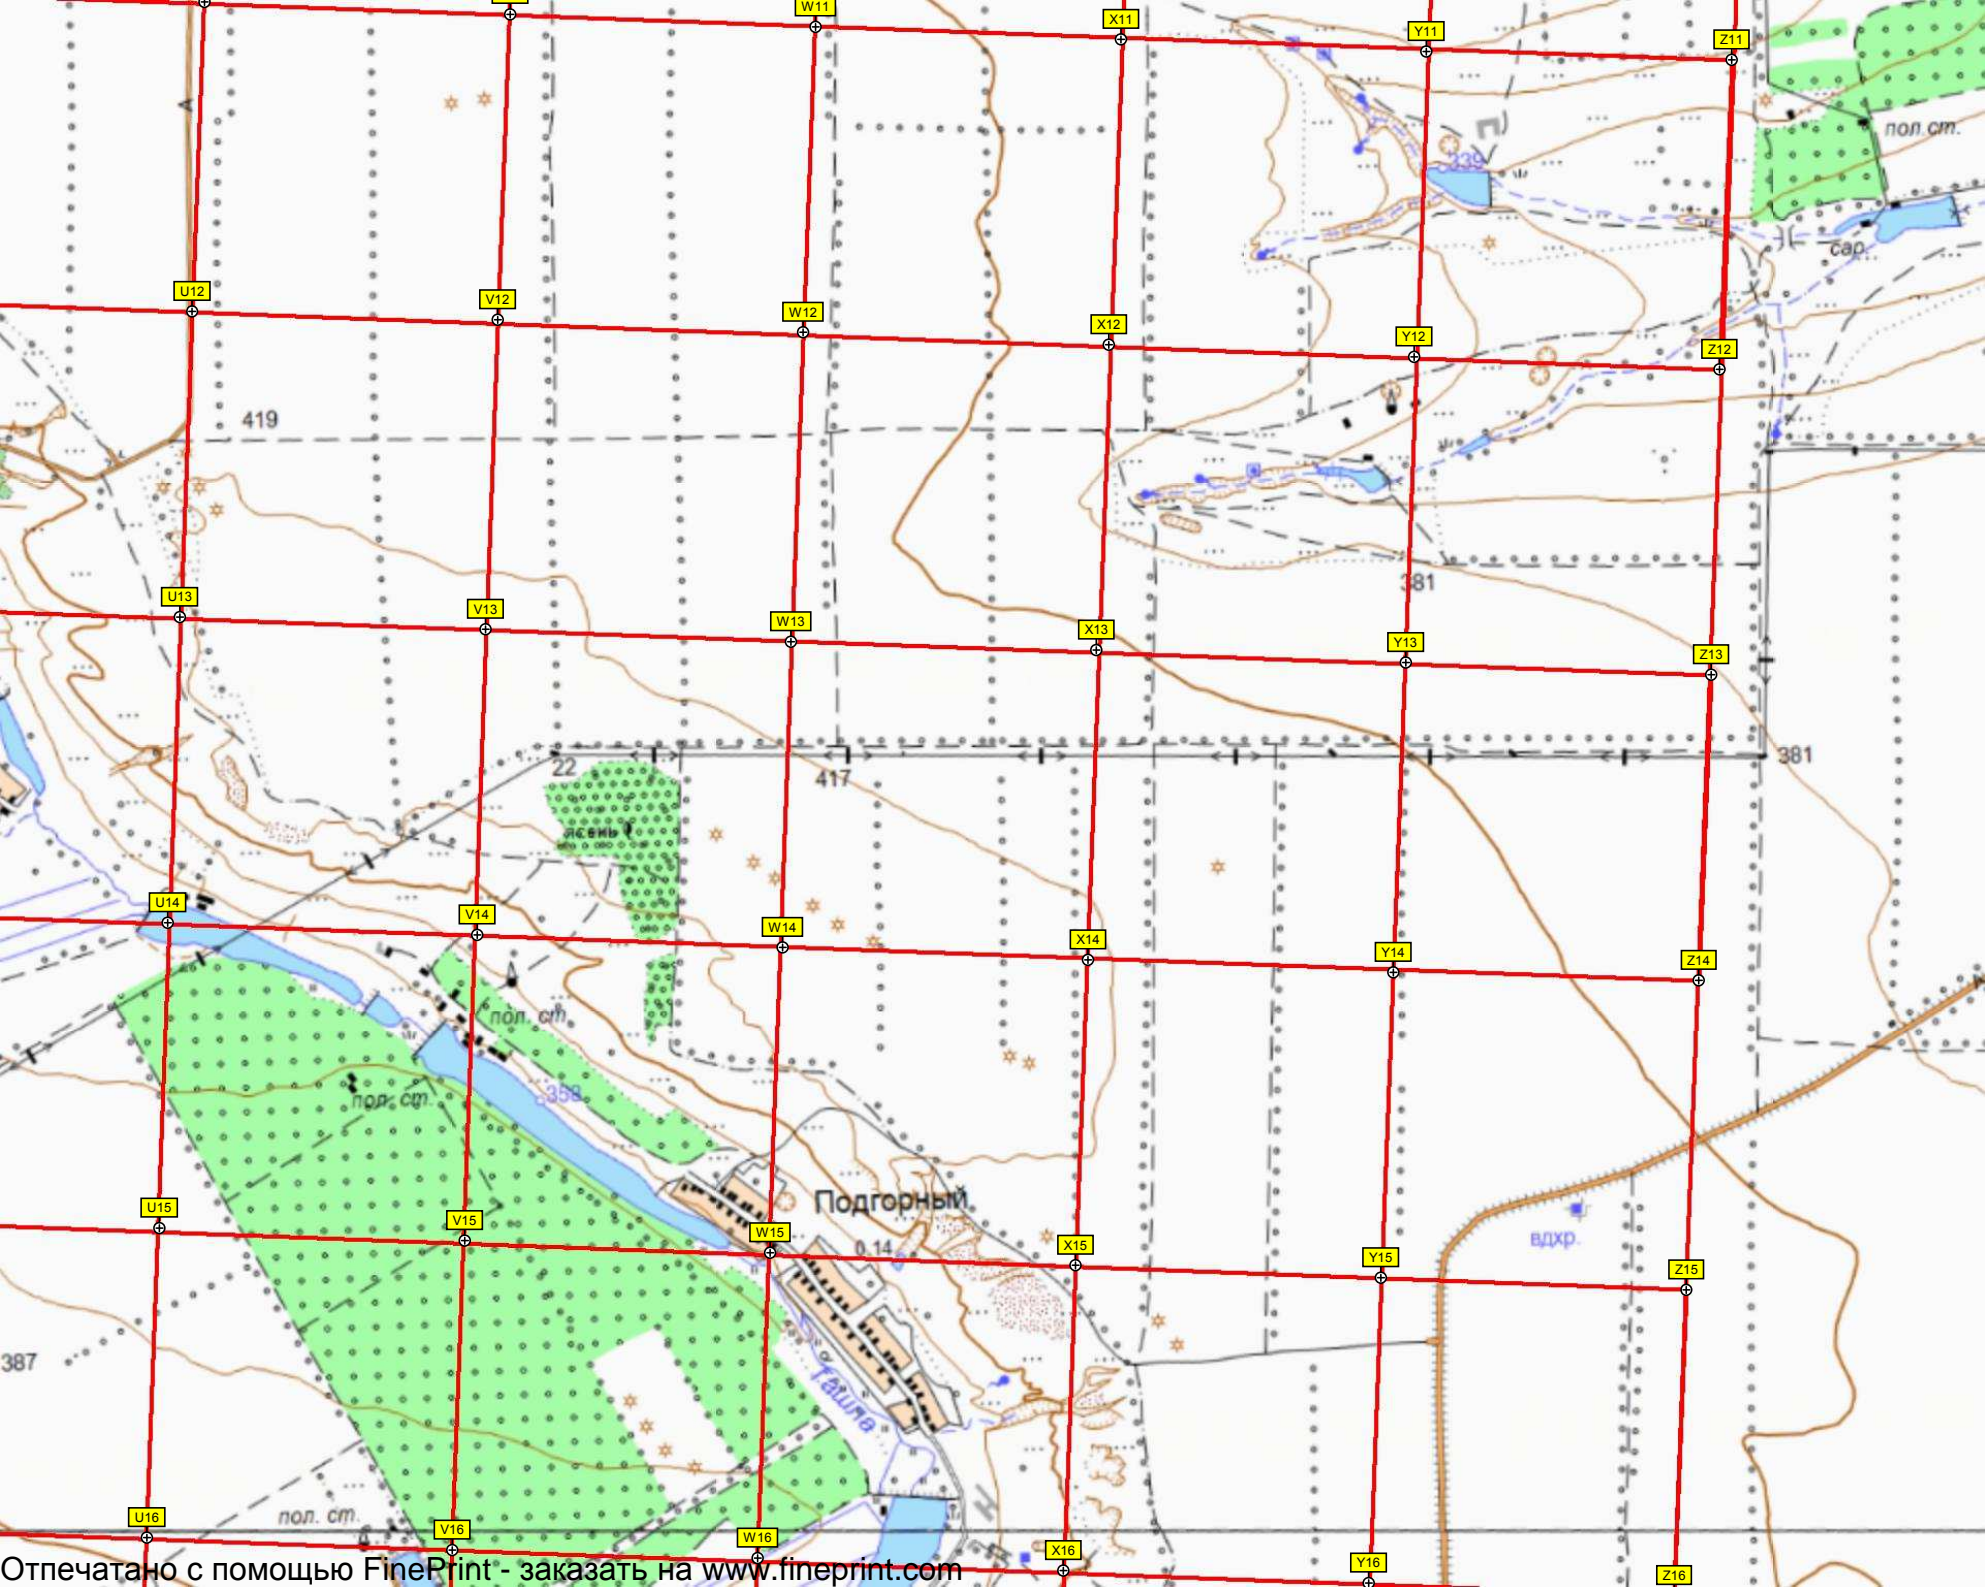 W11
X11
Y11
Z11
пол.ст.
339
сар.
U12
V12
W12
X12
Y12
Z12
419
381
U13
V13
W13
X13
Y13
Z13
22
417
381
ясень
U14
V14
W14
X14
Y14
Z14
пол. ст.
358
пол. ст.
Подгорный
U15
V15
W15
X15
Y15
Z15
0.14
вдхр.
387
Ташла
пол. ст.
U16
V16
W16
X16
Y16
Z16
Отпечатано с помощью FinePrint - заказать на www.fineprint.com